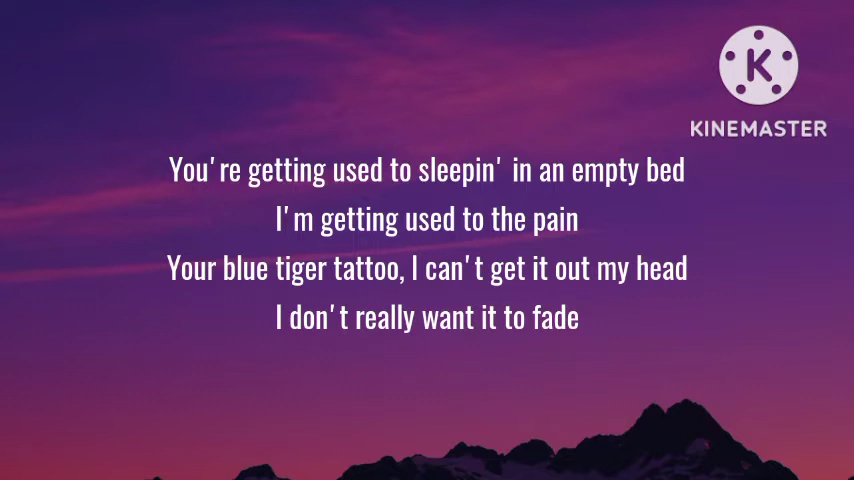 K
KINEMASTER
You're getting used to sleepin' in an empty bed
I'm getting used to the pain
Your blue tiger tattoo, I can't get it out my head
I don't really want it to fade